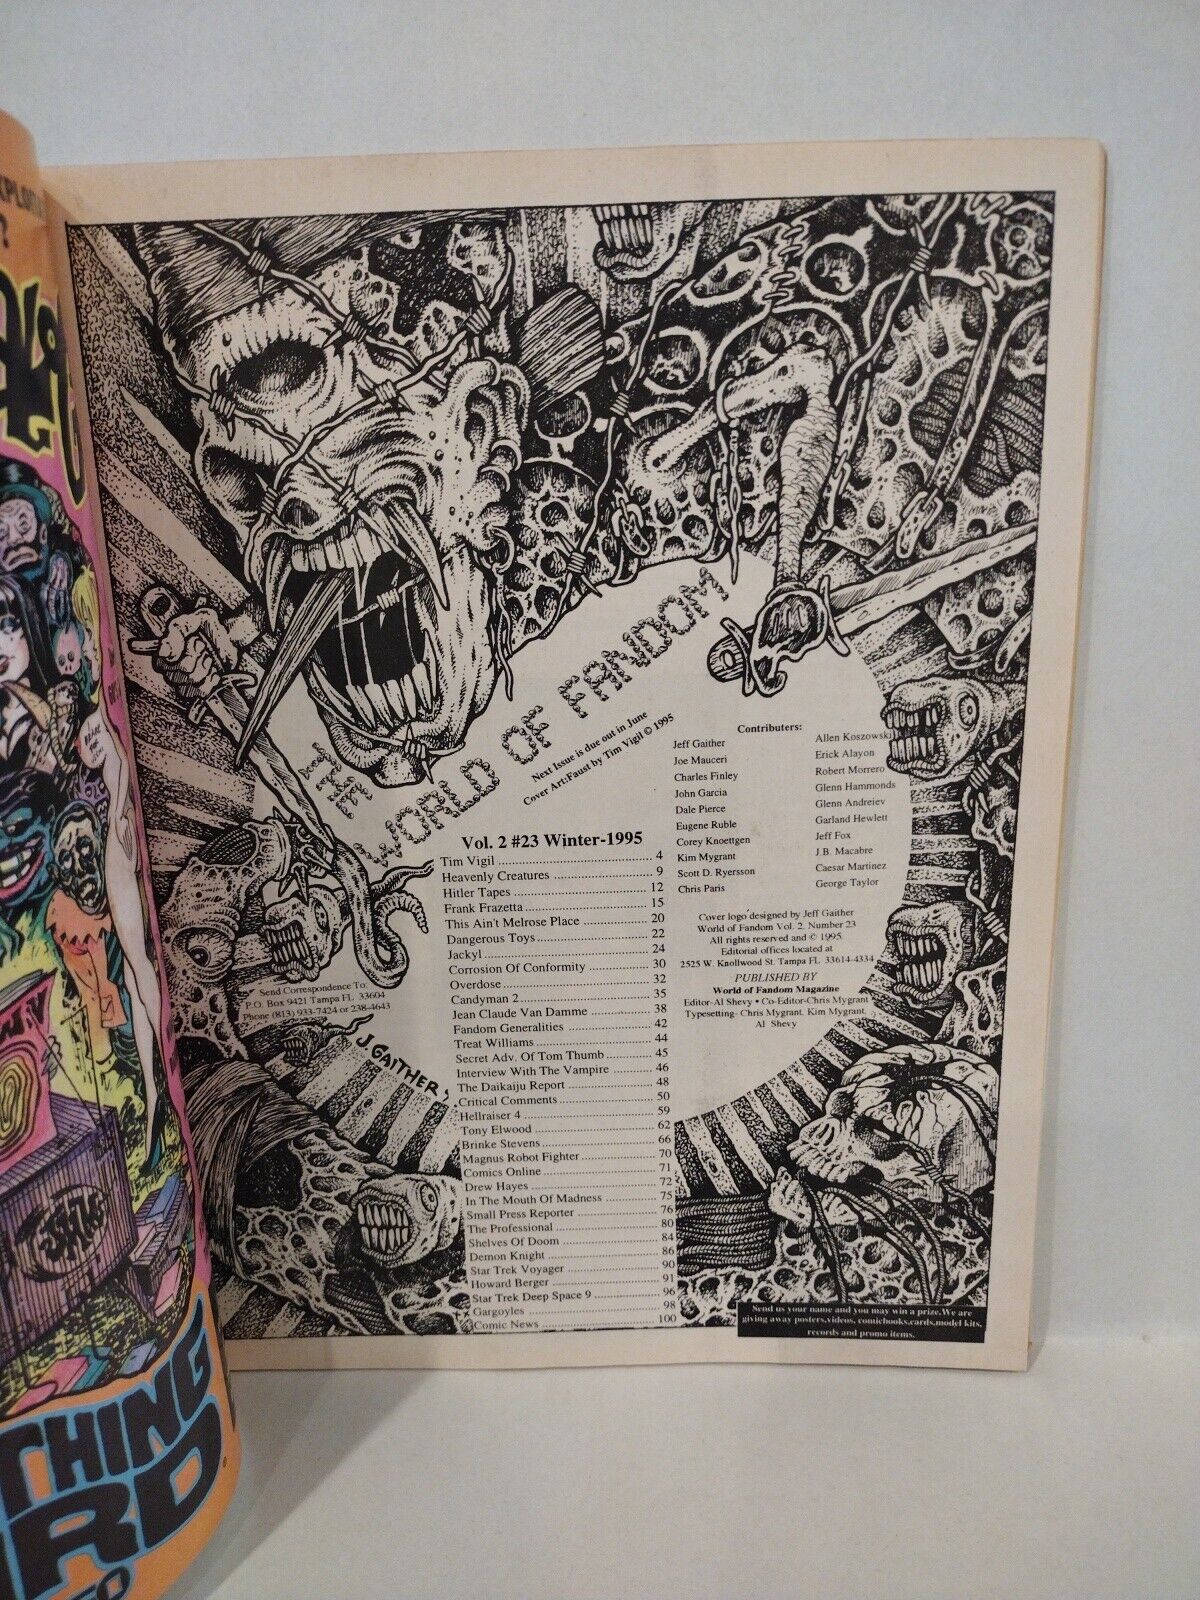 ?
WORLD OF FANDOM
Next Issue is due out in June
Cover Art:Faust by Tim Vigil © 1995
Vol. 2 #23 Winter-1995
Tim Vigil 4
Heavenly Creatures 9
Hitler Tapes 12
Frank Frazetta 15
This Ain't Melrose Place 20
Dangerous Toys 22
Jackyl 24
Corrosion Of Conformity 30
Overdose 32
Candyman 2 35
Jean Claude Van Damme 38
Fandom Generalities 42
Treat Williams 44
Secret Adv. Of Tom Thumb 45
Interview With The Vampire 46
The Daikaiju Report 48
Critical Comments 50
Hellraiser 4 59
Tony Elwood 62
Brinke Stevens 66
Magnus Robot Fighter 70
Comics Online 71
Drew Hayes 72
In The Mouth Of Madness 75
Small Press Reporter 76
The Professional 80
Shelves Of Doom 84
Demon Knight 86
Star Trek Voyager 90
Howard Berger 91
Star Trek Deep Space 9 96
Gargoyles 98
Comic News 100
Contributers:
Jeff Gaither
Joe Mauceri
Charles Finley
John Garcia
Dale Pierce
Eugene Ruble
Corey Knoettgen
Kim Mygrant
Scott D. Ryersson
Chris Paris
Allen Koszowski
Erick Alayon
Robert Morrero
Glenn Hammonds
Glenn Andreiev
Garland Hewlett
Jeff Fox
J.B. Macabre
Caesar Martinez
George Taylor
Cover logo designed by Jeff Gaither
World of Fandom Vol. 2. Number 23
All rights reserved and © 1995.
Editorial offices located at
2525 W. Knollwood St. Tampa FL 33614-4334
PUBLISHED BY
World of Fandom Magazine
Editor-Al Shevy • Co-Editor-Chris Mygrant
Typesetting- Chris Mygrant. Kim Mygrant.
Al Shevy
Send Correspondence To:
P.O. Box 9421 Tampa FL 33604
Phone (813) 933-7424 or 238-4643
J. GAITHER
Send us your name and you may win a prize.We are
giving away posters,videos, comicbooks,cards,model kits,
records and promo items.
THING